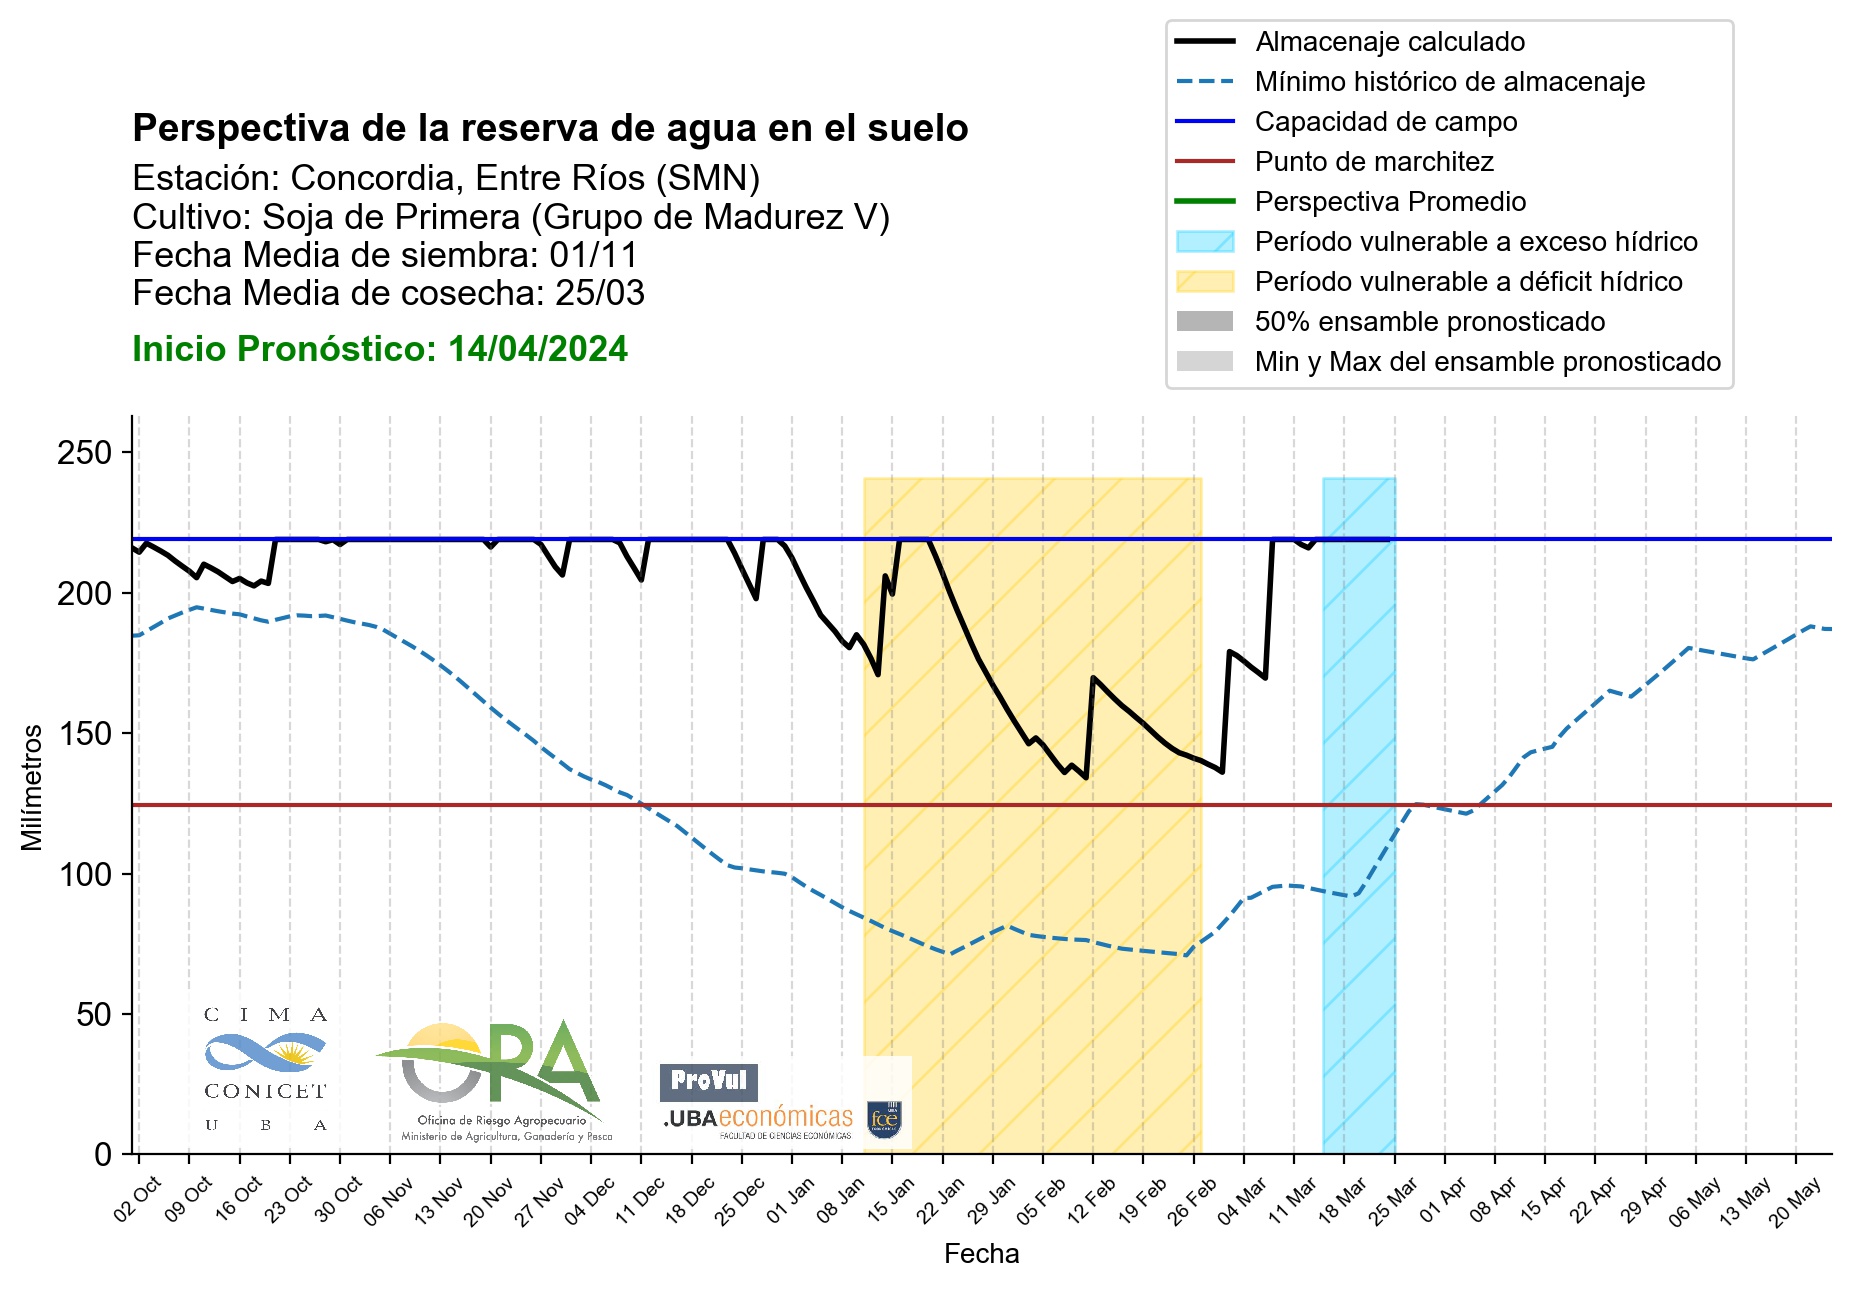 Almacenaje calculado
Mínimo histórico de almacenaje
Capacidad de campo
Punto de marchitez
Perspectiva Promedio
Período vulnerable a exceso hídrico
Período vulnerable a déficit hídrico
50% ensamble pronosticado
Min y Max del ensamble pronosticado
Perspectiva de la reserva de agua en el suelo
Estación: Concordia, Entre Ríos (SMN)
Cultivo: Soja de Primera (Grupo de Madurez V)
Fecha Media de siembra: 01/11
Fecha Media de cosecha: 25/03
Inicio Pronóstico: 14/04/2024
250
200
150
100
50
0
Milímetros
CIMA
CONICET
UBA
OPA
Oficina de Riesgo Agropecuario
Ministerio de Agricultura, Ganadería y Pesca
ProVul
.UBAeconómicas
FACULTAD DE CIENCIAS ECONÓMICAS
fce
02 Oct
09 Oct
16 Oct
23 Oct
30 Oct
06 Nov
13 Nov
20 Nov
27 Nov
04 Dec
11 Dec
18 Dec
25 Dec
01 Jan
08 Jan
15 Jan
22 Jan
29 Jan
05 Feb
12 Feb
19 Feb
26 Feb
04 Mar
11 Mar
18 Mar
25 Mar
01 Apr
08 Apr
15 Apr
22 Apr
29 Apr
06 May
13 May
20 May
Fecha